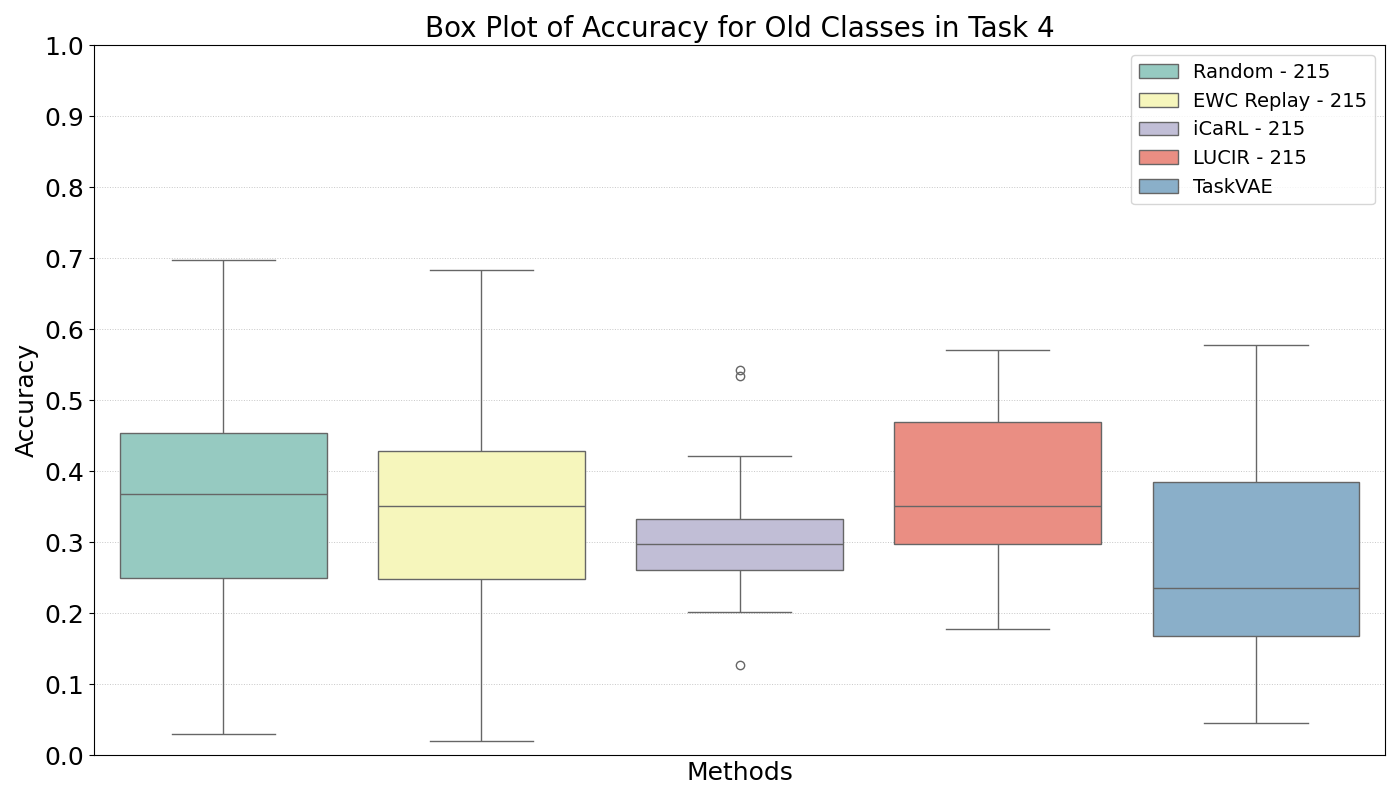 Box Plot of Accuracy for Old Classes in Task 4
1.0
0.9
0.8
0.7
0.6
0.5
0.4
0.3
0.2
0.1
0.0
Accuracy
Methods
Random - 215
EWC Replay - 215
iCaRL - 215
LUCIR - 215
TaskVAE